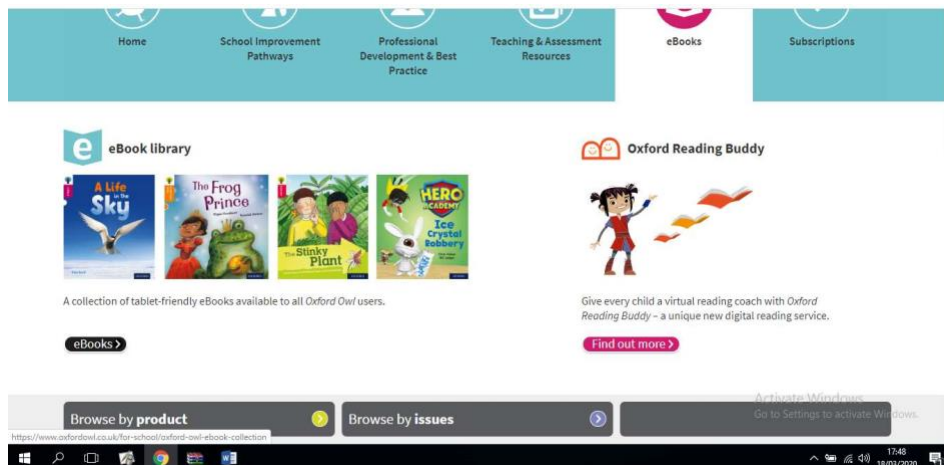 Home
School Improvement
Pathways
Professional
Development & Best
Practice
Teaching & Assessment
Resources
eBooks
Subscriptions
e eBook library
A Life
in the
Sky
The Frog
Prince
The Stinky
Plant
HERO
ACADEMY
Ice
Crystal
Robbery
A collection of tablet-friendly eBooks available to all Oxford Owl users.
eBooks >
Oxford Reading Buddy
Give every child a virtual reading coach with Oxford
Reading Buddy – a unique new digital reading service.
Find out more >
Browse by product
Browse by issues
Activate Windows
Go to Settings to activate Windows.
https://www.oxfordowl.co.uk/for-school/oxford-owl-ebook-collection
17:48
18/03/2020